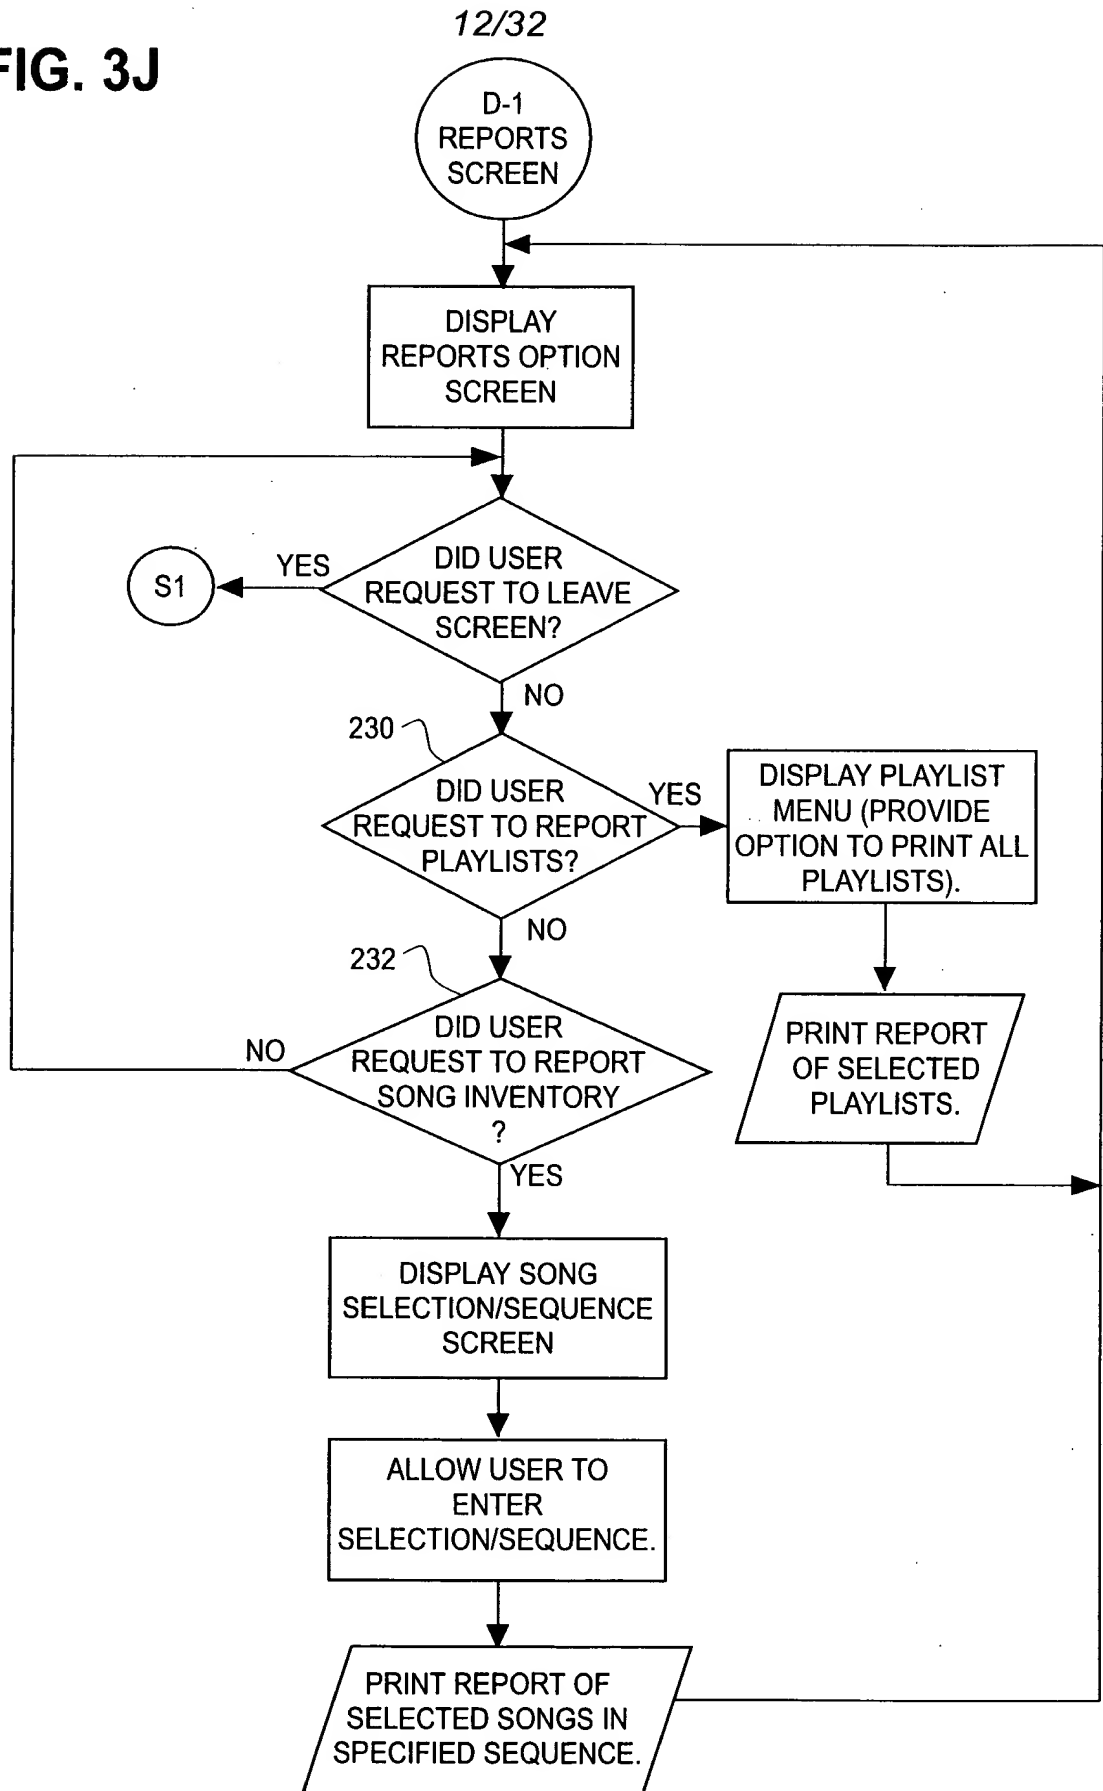 12/32
FIG. 3J
D-1
REPORTS
SCREEN
DISPLAY
REPORTS OPTION
SCREEN
DID USER
REQUEST TO LEAVE
SCREEN?
YES
S1
NO
230
DID USER
REQUEST TO REPORT
PLAYLISTS?
YES
DISPLAY PLAYLIST
MENU (PROVIDE
OPTION TO PRINT ALL
PLAYLISTS).
NO
PRINT REPORT
OF SELECTED
PLAYLISTS.
232
DID USER
REQUEST TO REPORT
SONG INVENTORY
?
NO
YES
DISPLAY SONG
SELECTION/SEQUENCE
SCREEN
ALLOW USER TO
ENTER
SELECTION/SEQUENCE.
PRINT REPORT OF
SELECTED SONGS IN
SPECIFIED SEQUENCE.